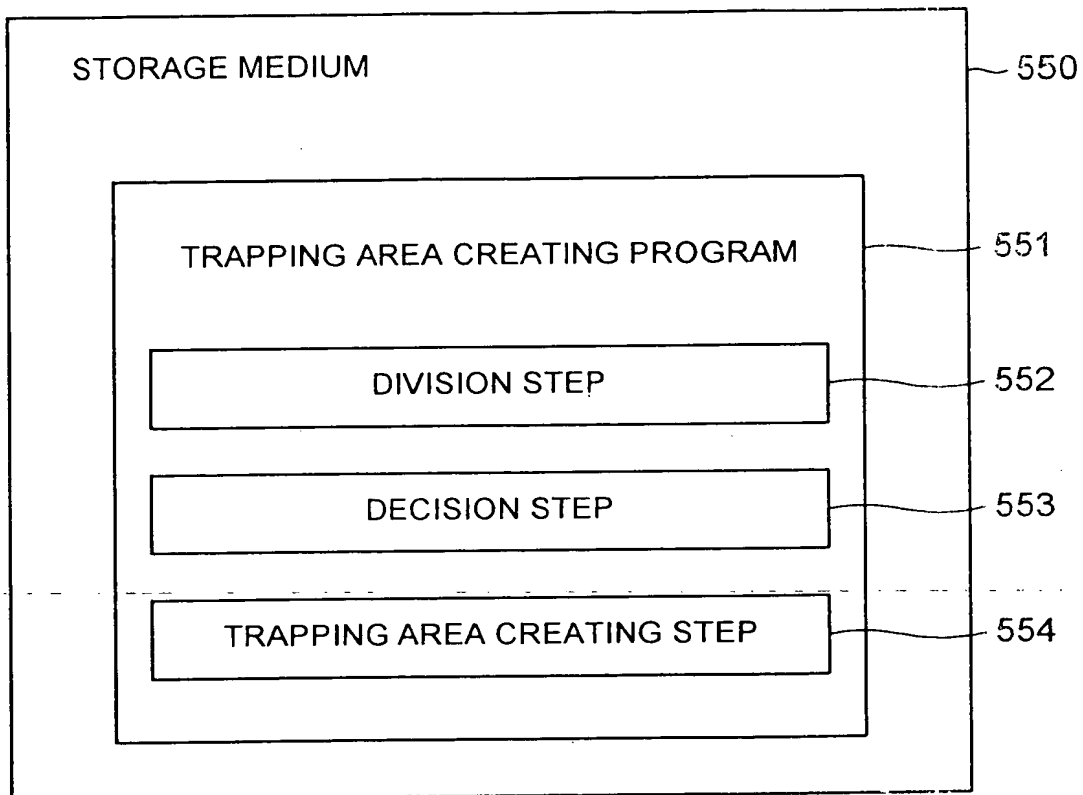 STORAGE MEDIUM
550
TRAPPING AREA CREATING PROGRAM
551
DIVISION STEP
552
DECISION STEP
553
TRAPPING AREA CREATING STEP
554